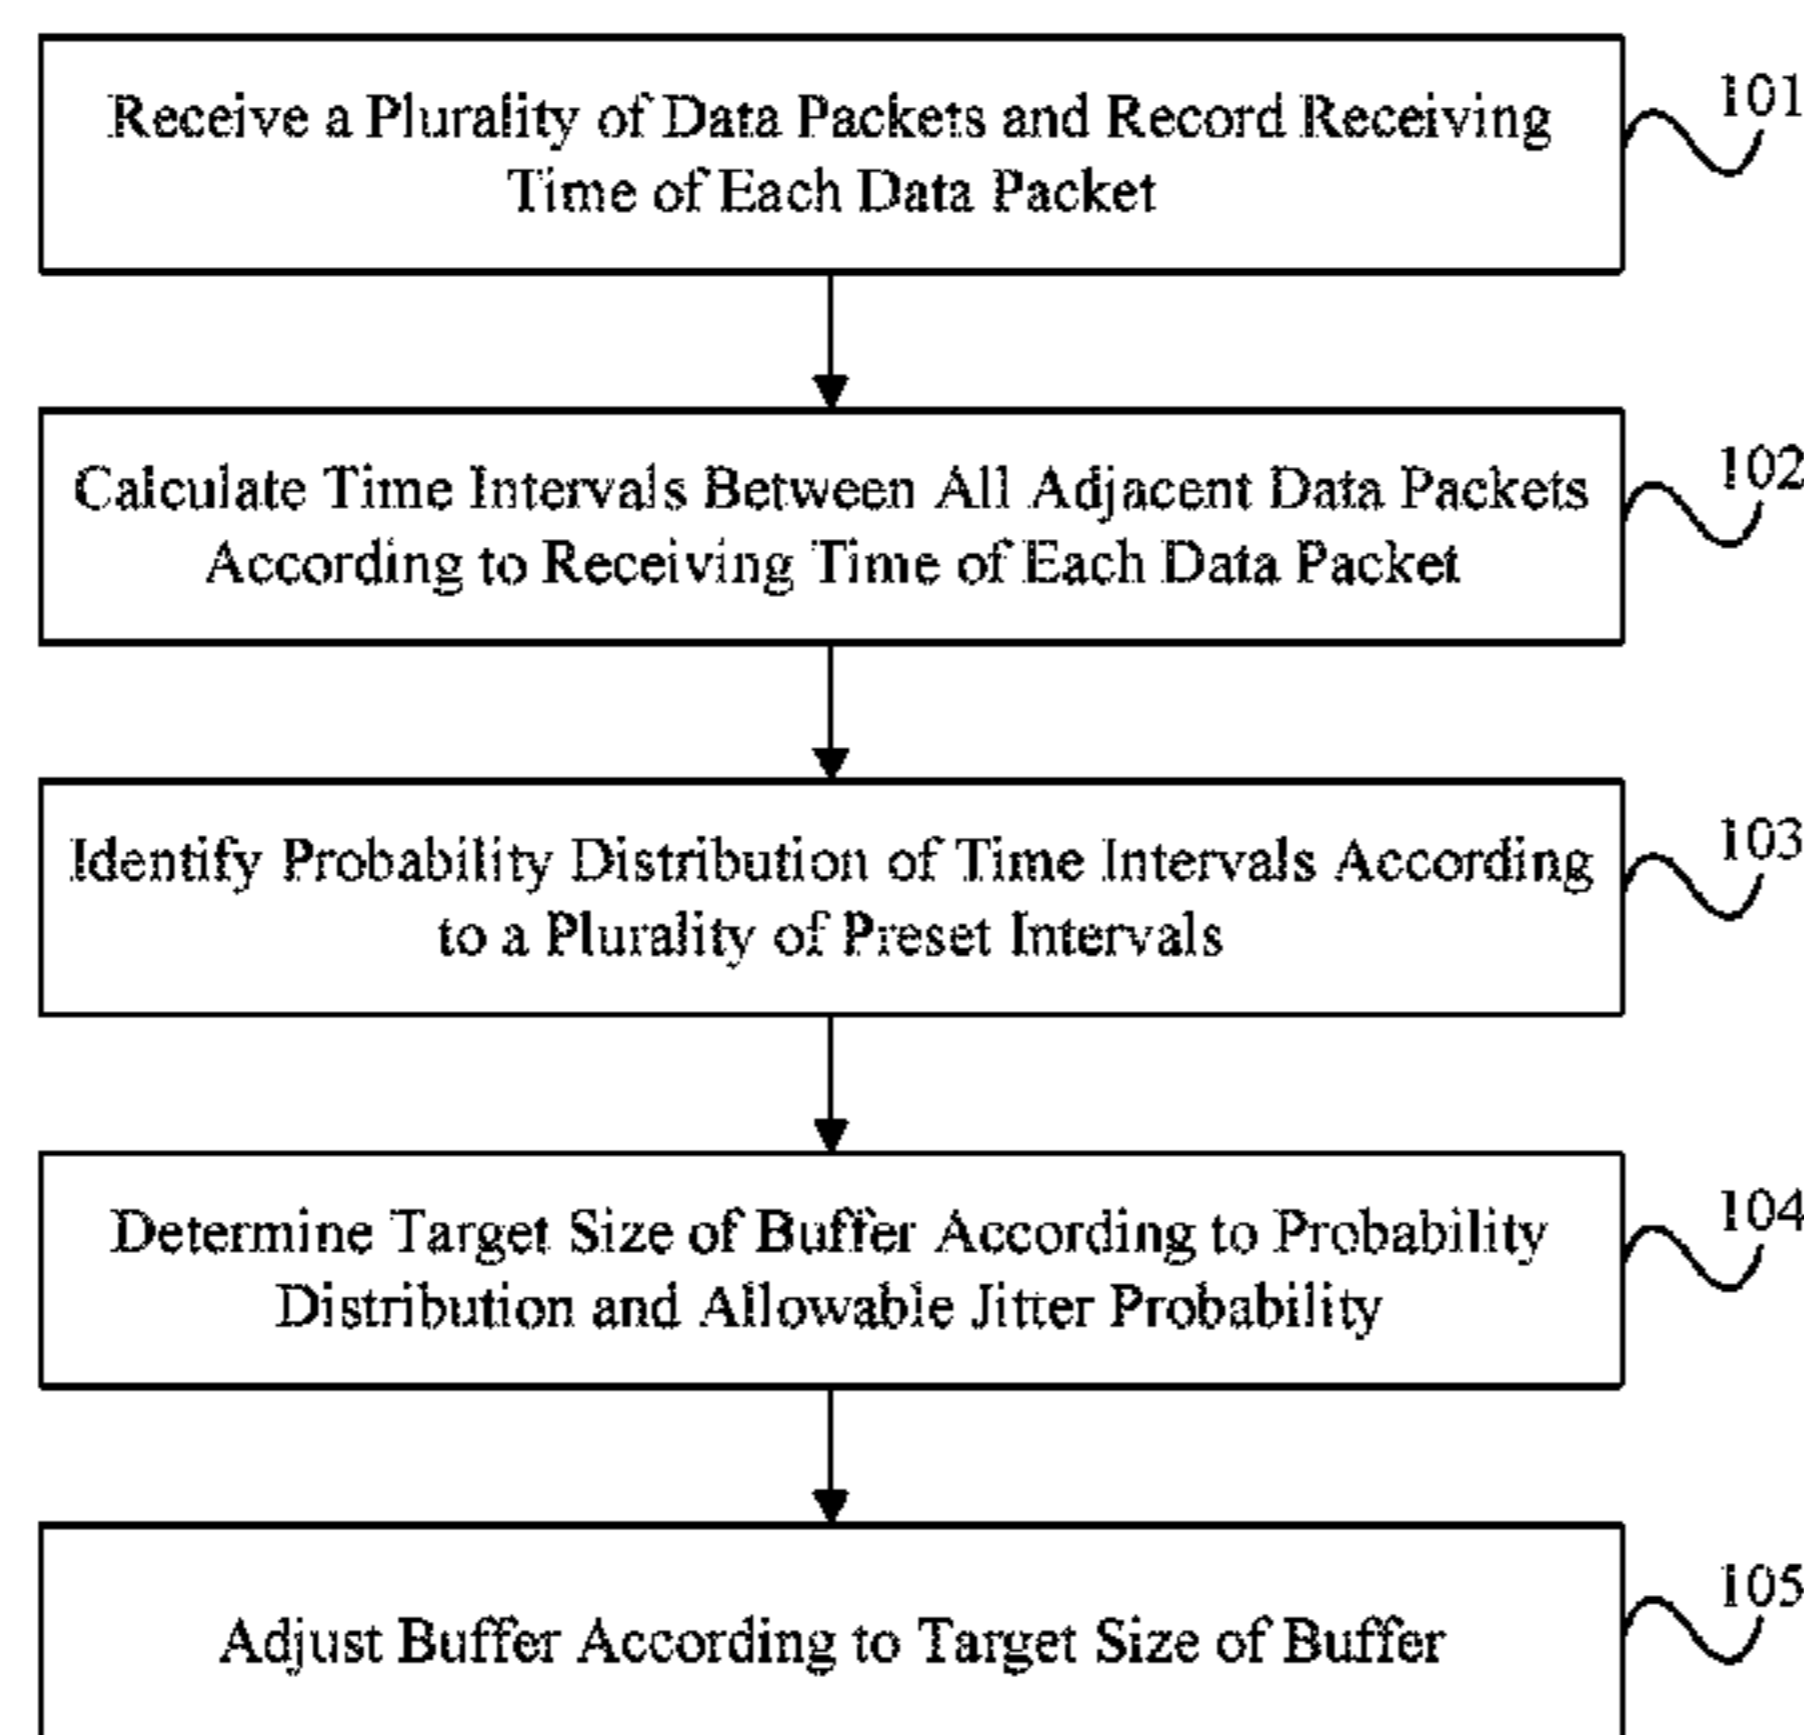 Receive a Plurality of Data Packets and Record Receiving
Time of Each Data Packet
101
Calculate Time Intervals Between All Adjacent Data Packets
According to Receiving Time of Each Data Packet
102
Identify Probability Distribution of Time Intervals According
to a Plurality of Preset Intervals
103
Determine Target Size of Buffer According to Probability
Distribution and Allowable Jitter Probability
104
Adjust Buffer According to Target Size of Buffer
105